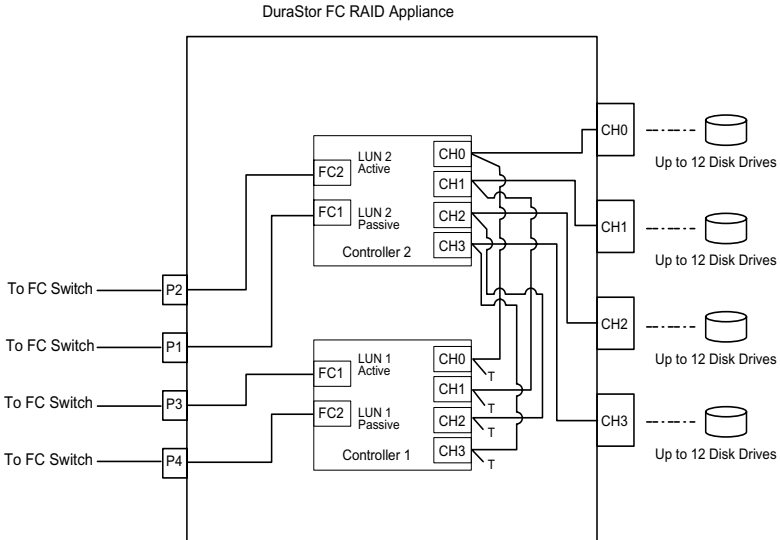 DuraStor FC RAID Appliance
CH0
Up to 12 Disk Drives
CH1
Up to 12 Disk Drives
CH2
Up to 12 Disk Drives
CH3
Up to 12 Disk Drives
FC2
LUN 2
Active
FC1
LUN 2
Passive
Controller 2
CH0
CH1
CH2
CH3
To FC Switch
P2
To FC Switch
P1
To FC Switch
P3
To FC Switch
P4
FC1
LUN 1
Active
FC2
LUN 1
Passive
Controller 1
CH0
T
CH1
T
CH2
T
CH3
T